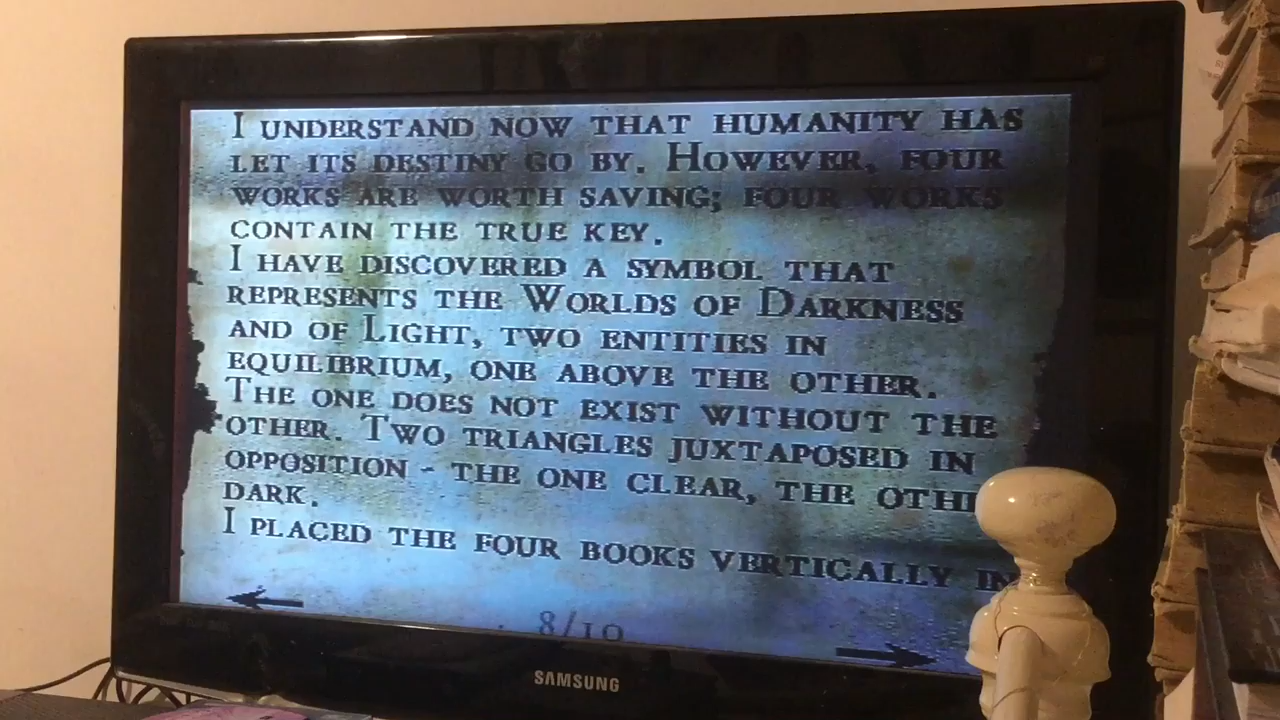 I UNDERSTAND NOW THAT HUMANITY HAS
LET ITS DESTINY GO BY. HOWEVER, FOUR
WORKS ARE WORTH SAVING; FOUR WORKS
CONTAIN THE TRUE KEY.
I HAVE DISCOVERED A SYMBOL THAT
REPRESENTS THE WORLDS OF DARKNESS
AND OF LIGHT, TWO ENTITIES IN
EQUILIBRIUM, ONE ABOVE THE OTHER.
THE ONE DOES NOT EXIST WITHOUT THE
OTHER. TWO TRIANGLES JUXTAPOSED IN
OPPOSITION - THE ONE CLEAR, THE OTHE
DARK.
I PLACED THE FOUR BOOKS VERTICALLY IN
8/10
SAMSUNG